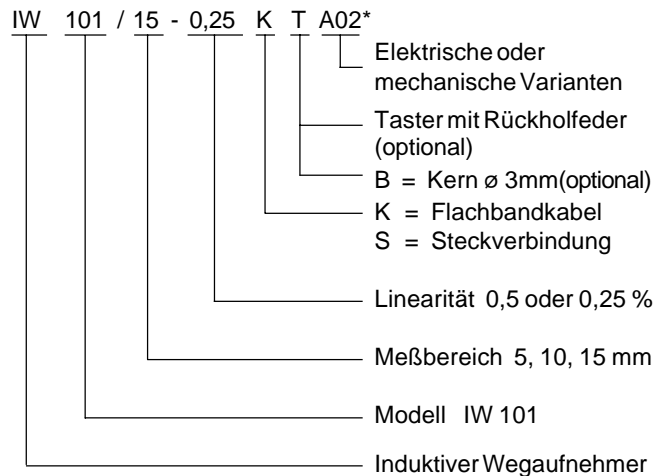 IW 101 / 15 - 0,25 K T A02*
Elektrische oder
mechanische Varianten
Taster mit Rückholfeder
(optional)
B = Kern ø 3mm(optional)
K = Flachbandkabel
S = Steckverbindung
Linearität 0,5 oder 0,25 %
Meßbereich 5, 10, 15 mm
Modell IW 101
Induktiver Wegaufnehmer